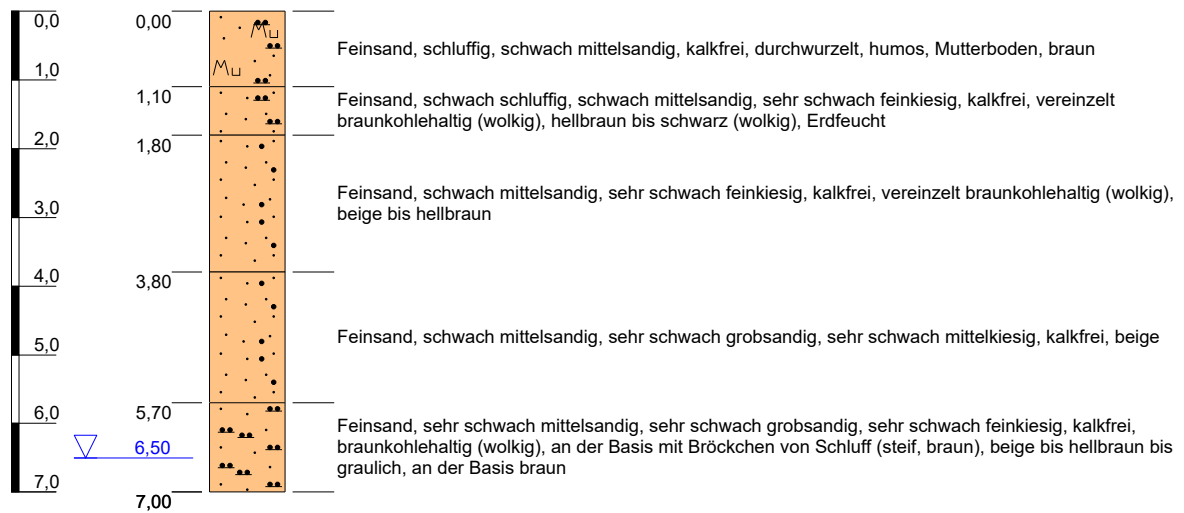 0,0
0,00
Mu
Feinsand, schluffig, schwach mittelsandig, kalkfrei, durchwurzelt, humos, Mutterboden, braun
Mu
1,0
1,10
Feinsand, schwach schluffig, schwach mittelsandig, sehr schwach feinkiesig, kalkfrei, vereinzelt
braunkohlehaltig (wolkig), hellbraun bis schwarz (wolkig), Erdfeucht
2,0
1,80
Feinsand, schwach mittelsandig, sehr schwach feinkiesig, kalkfrei, vereinzelt braunkohlehaltig (wolkig),
beige bis hellbraun
3,0
4,0
3,80
Feinsand, schwach mittelsandig, sehr schwach grobsandig, sehr schwach mittelkiesig, kalkfrei, beige
5,0
6,0
5,70
Feinsand, sehr schwach mittelsandig, sehr schwach grobsandig, sehr schwach feinkiesig, kalkfrei,
braunkohlehaltig (wolkig), an der Basis mit Bröckchen von Schluff (steif, braun), beige bis hellbraun bis
graulich, an der Basis braun
6,50
7,0
7,00